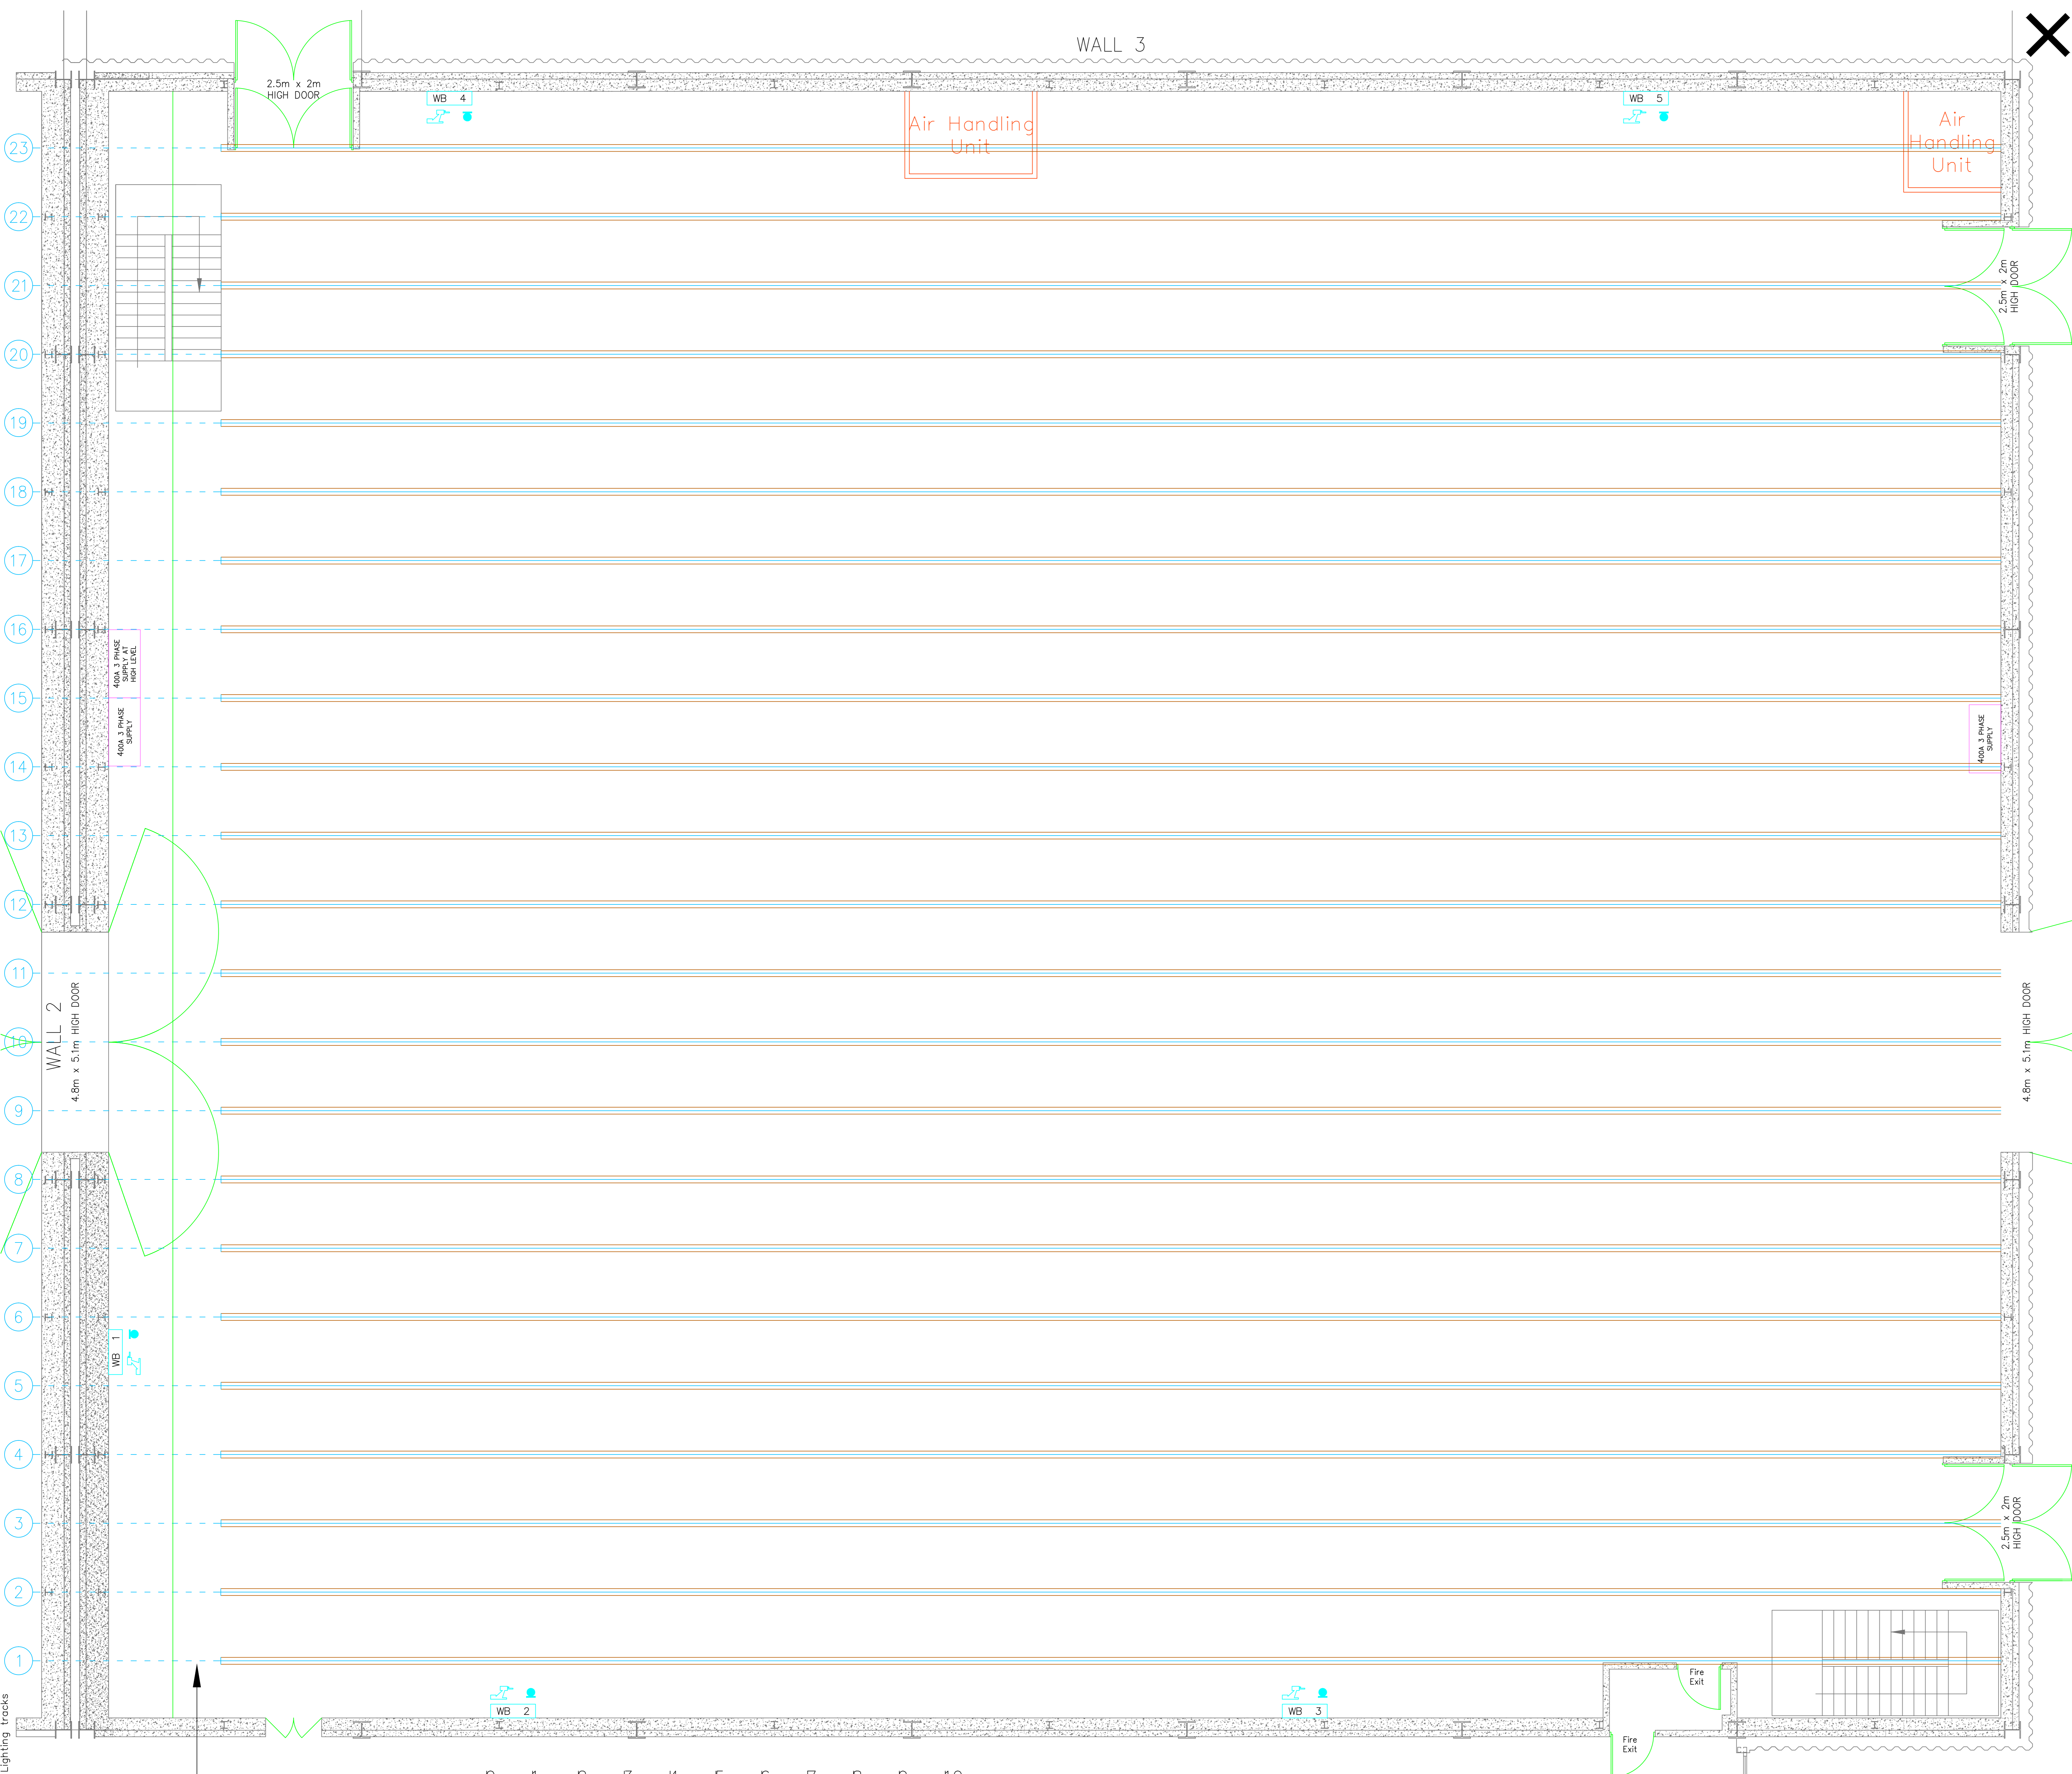 WALL 3
2.5m x 2m
HIGH DOOR
WB 4
WB 5
Air Handling
Unit
Air
Handling
Unit
23
22
21
2.5m x 2m
HIGH DOOR
20
19
18
17
16
400A 3 PHASE
SUPPLY AT
HIGH LEVEL
15
400A 3 PHASE
SUPPLY
400A 3 PHASE
SUPPLY
14
13
12
11
WALL 2
4.8m x 5.1m HIGH DOOR
4.8m x 5.1m HIGH DOOR
10
9
8
7
6
WB 1
5
4
3
2.5m x 2m
HIGH DOOR
2
1
Fire
Exit
Lighting tracks
WB 2
WB 3
Fire
Exit